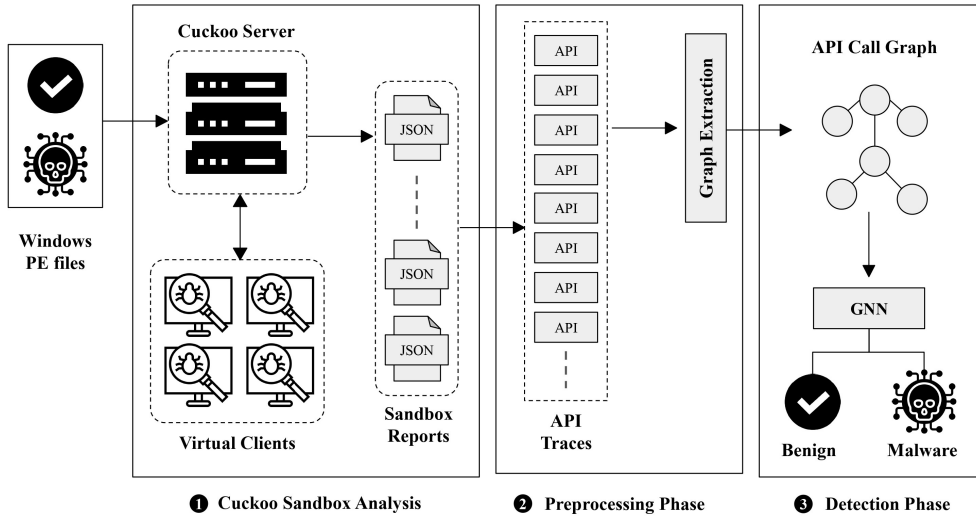 Windows
PE files
Cuckoo Server
JSON
JSON
JSON
Virtual Clients
Sandbox
Reports
1 Cuckoo Sandbox Analysis
API
API
API
API
API
API
API
API
API
Traces
Graph Extraction
2 Preprocessing Phase
API Call Graph
GNN
Benign
Malware
3 Detection Phase